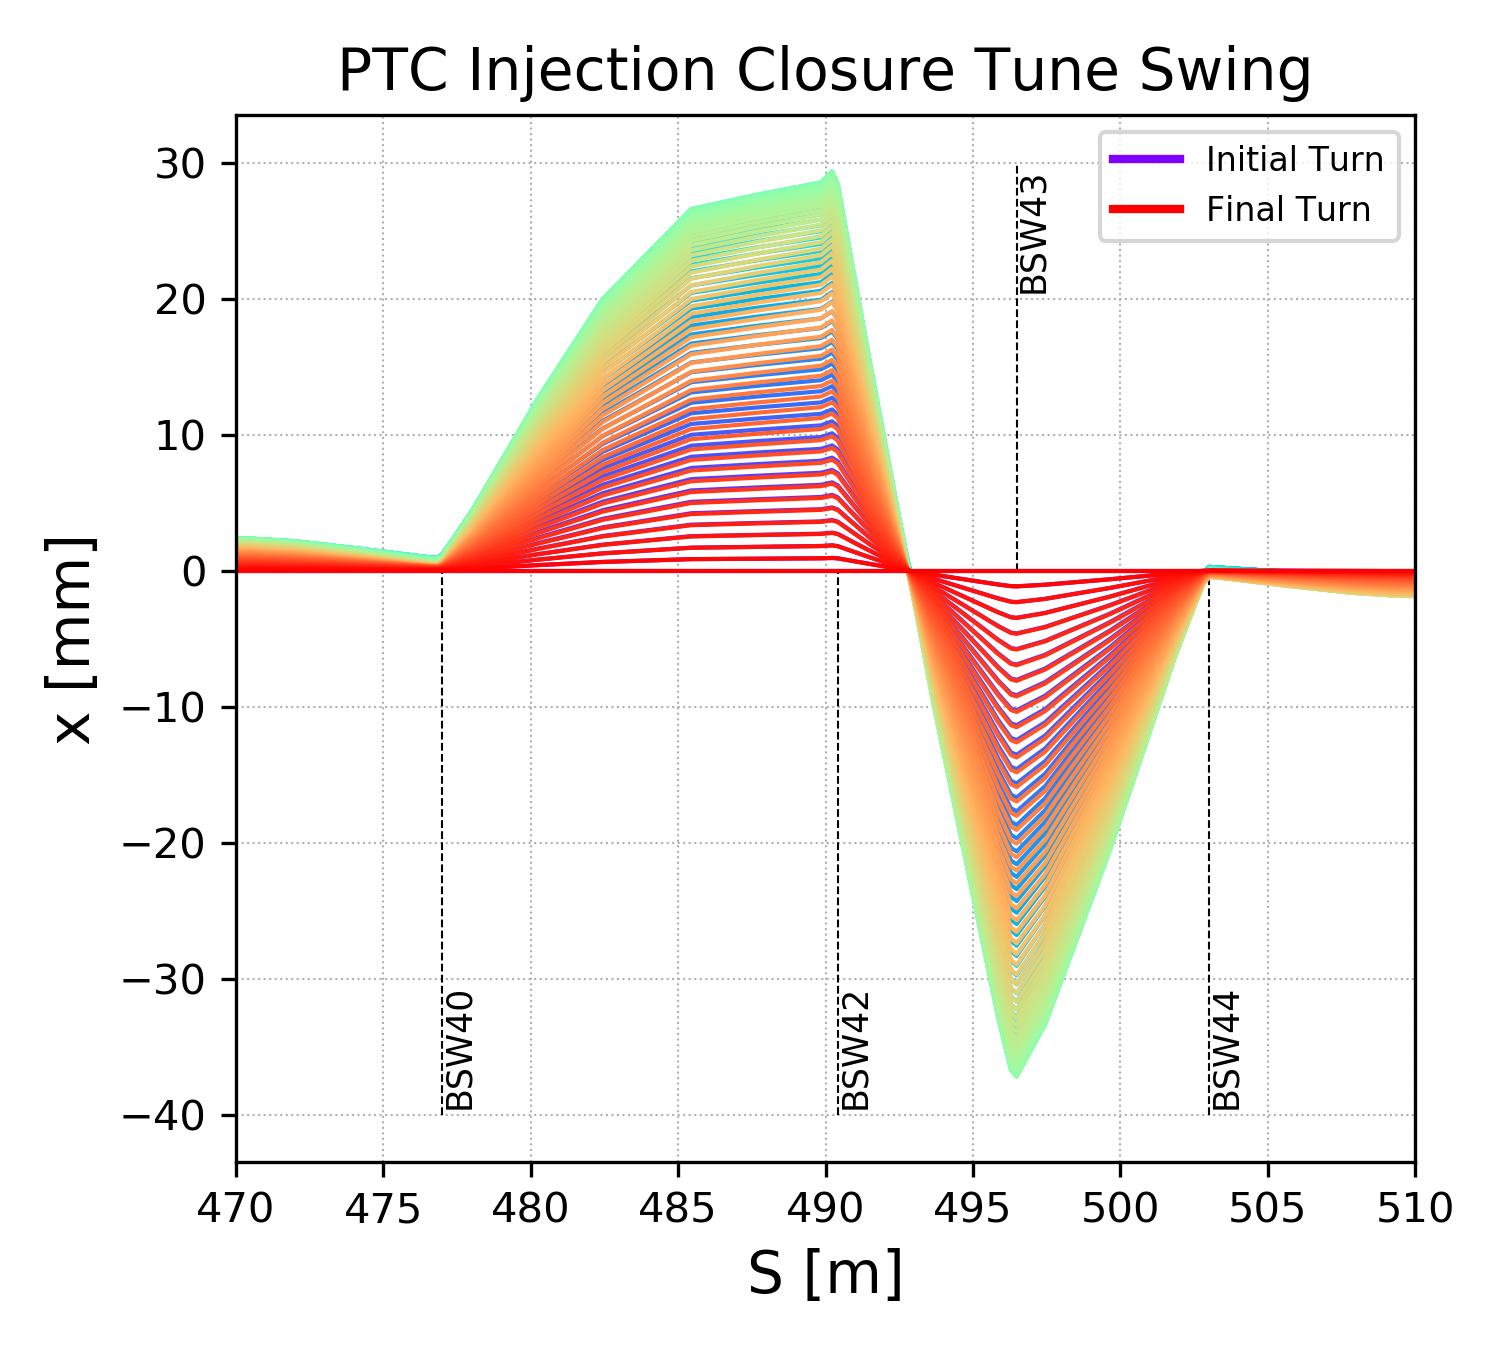 PTC Injection Closure Tune Swing
Initial Turn
Final Turn
BSW43
BSW40
BSW42
BSW44
30
20
10
0
−10
−20
−30
−40
x [mm]
470 475 480 485 490 495 500 505 510
S [m]